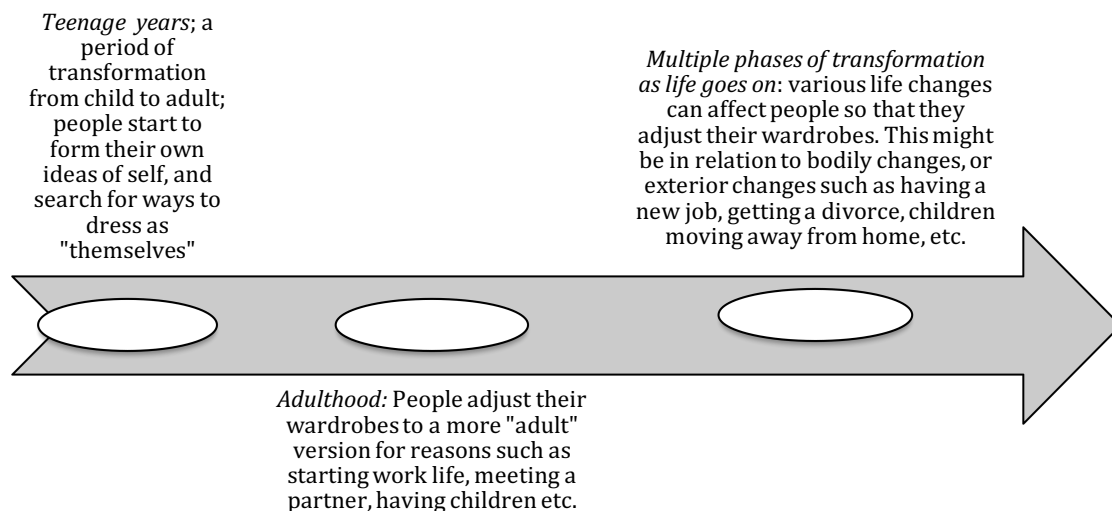 Teenage years; a
period of
transformation
from child to adult;
people start to
form their own
ideas of self, and
search for ways to
dress as
"themselves"
Multiple phases of transformation
as life goes on: various life changes
can affect people so that they
adjust their wardrobes. This might
be in relation to bodily changes, or
exterior changes such as having a
new job, getting a divorce, children
moving away from home, etc.
Adulthood: People adjust their
wardrobes to a more "adult"
version for reasons such as
starting work life, meeting a
partner, having children etc.